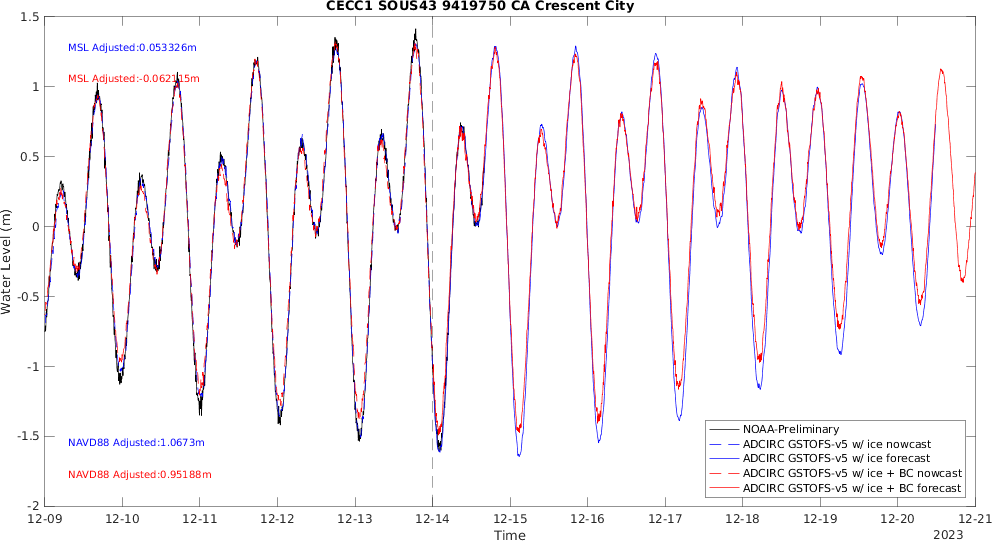 CECC1 SOUS43 9419750 CA Crescent City
1.5
1
0.5
0
-0.5
-1
-1.5
-2
Water Level (m)
MSL Adjusted:0.053326m
MSL Adjusted:-0.062115m
NAVD88 Adjusted:1.0673m
NAVD88 Adjusted:0.95188m
NOAA-Preliminary
ADCIRC GSTOFS-v5 w/ ice nowcast
ADCIRC GSTOFS-v5 w/ ice forecast
ADCIRC GSTOFS-v5 w/ ice + BC nowcast
ADCIRC GSTOFS-v5 w/ ice + BC forecast
12-09 12-10 12-11 12-12 12-13 12-14 12-15 12-16 12-17 12-18 12-19 12-20 12-21
Time
2023